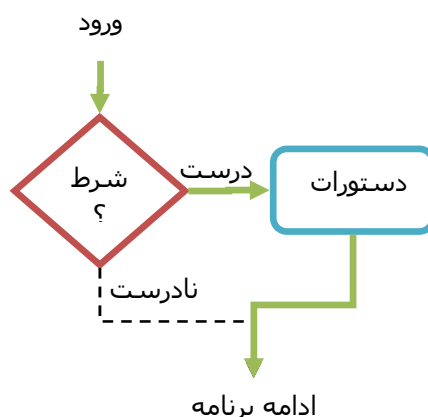 ورود
شرط
؟
درست
دستورات
نادرست
ادامه برنامه